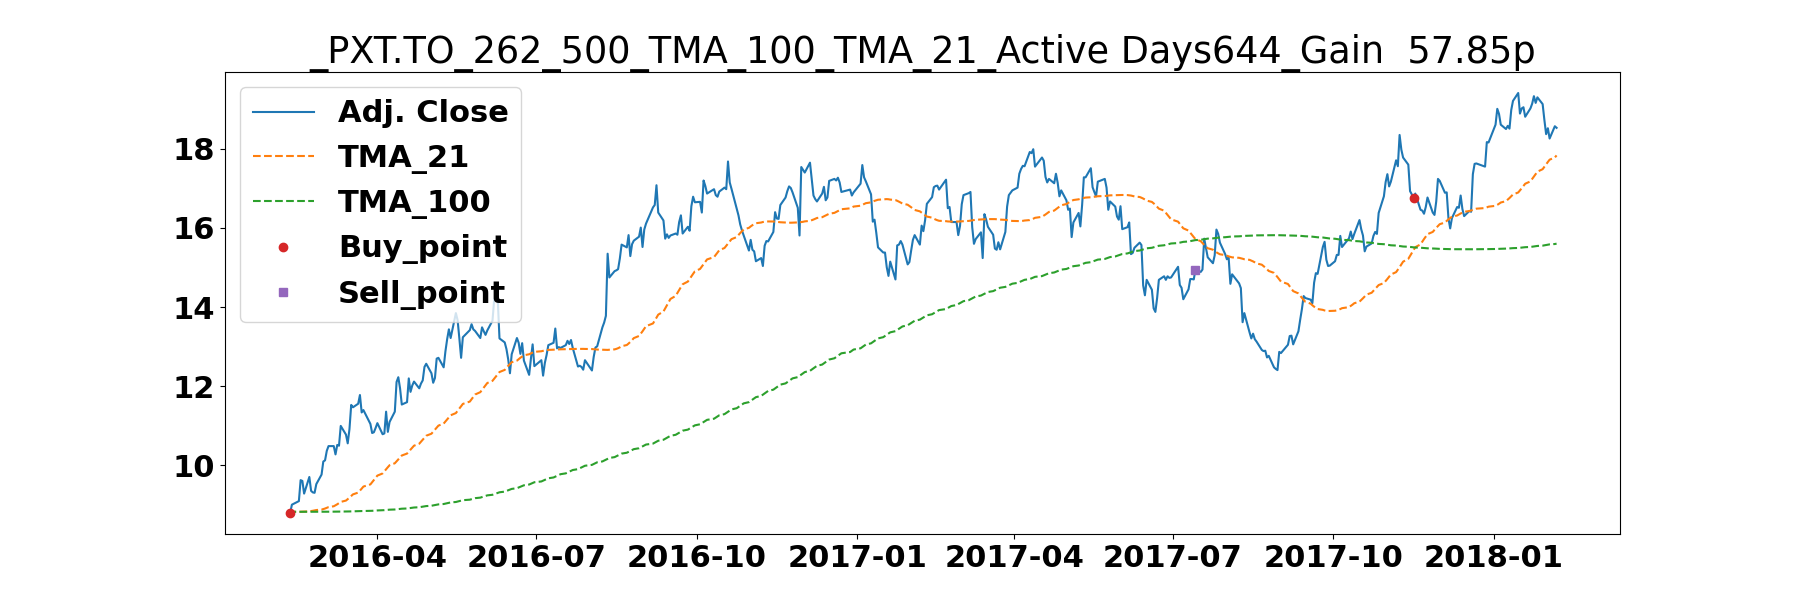 _PXT.TO_262_500_TMA_100_TMA_21_Active Days644_Gain  57.85p
Adj. Close
TMA_21
TMA_100
Buy_point
Sell_point
18
16
14
12
10
2016-04 2016-07 2016-10 2017-01 2017-04 2017-07 2017-10 2018-01